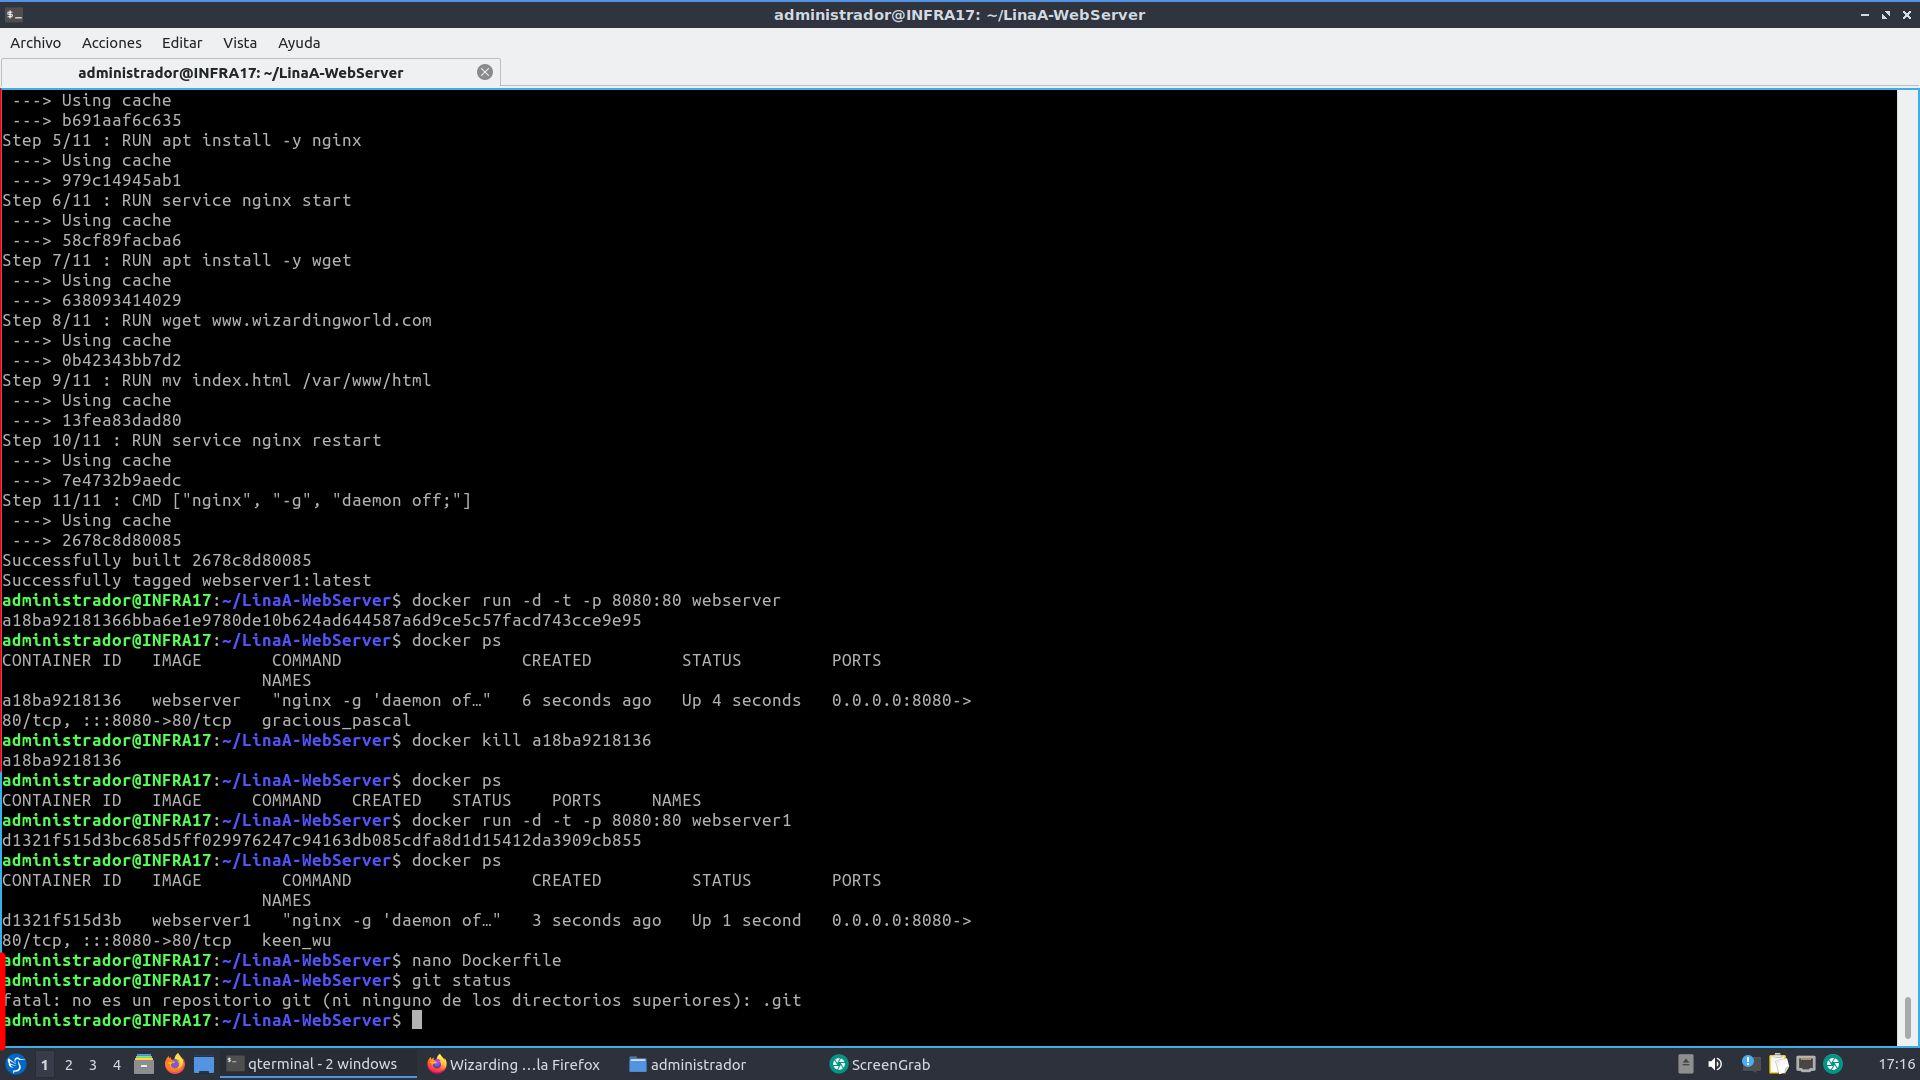 administrador@INFRA17: ~/LinaA-WebServer
Archivo Acciones Editar Vista Ayuda
administrador@INFRA17: ~/LinaA-WebServer
---> Using cache
---> b691aaf6c635
Step 5/11 : RUN apt install -y nginx
---> Using cache
---> 979c14945ab1
Step 6/11 : RUN service nginx start
---> Using cache
---> 58cf89facba6
Step 7/11 : RUN apt install -y wget
---> Using cache
---> 638093414029
Step 8/11 : RUN wget www.wizardingworld.com
---> Using cache
---> 0b42343bb7d2
Step 9/11 : RUN mv index.html /var/www/html
---> Using cache
---> 13fea83dad80
Step 10/11 : RUN service nginx restart
---> Using cache
---> 7e4732b9aedc
Step 11/11 : CMD ["nginx", "-g", "daemon off;"]
---> Using cache
---> 2678c8d80085
Successfully built 2678c8d80085
Successfully tagged webserver1:latest
administrador@INFRA17:~/LinaA-WebServer$ docker run -d -t -p 8080:80 webserver
a18ba92181366bba6e1e9780de10b624ad644587a6d9ce5c57facd743cce9e95
administrador@INFRA17:~/LinaA-WebServer$ docker ps
CONTAINER ID IMAGE COMMAND CREATED STATUS PORTS
NAMES
a18ba9218136 webserver "nginx -g 'daemon of…" 6 seconds ago Up 4 seconds 0.0.0.0:8080->
80/tcp, :::8080->80/tcp gracious_pascal
administrador@INFRA17:~/LinaA-WebServer$ docker kill a18ba9218136
a18ba9218136
administrador@INFRA17:~/LinaA-WebServer$ docker ps
CONTAINER ID IMAGE COMMAND CREATED STATUS PORTS NAMES
administrador@INFRA17:~/LinaA-WebServer$ docker run -d -t -p 8080:80 webserver1
d1321f515d3bc685d5ff029976247c94163db085cdfa8d1d15412da3909cb855
administrador@INFRA17:~/LinaA-WebServer$ docker ps
CONTAINER ID IMAGE COMMAND CREATED STATUS PORTS
NAMES
d1321f515d3b webserver1 "nginx -g 'daemon of…" 3 seconds ago Up 1 second 0.0.0.0:8080->
80/tcp, :::8080->80/tcp keen_wu
administrador@INFRA17:~/LinaA-WebServer$ nano Dockerfile
administrador@INFRA17:~/LinaA-WebServer$ git status
fatal: no es un repositorio git (ni ninguno de los directorios superiores): .git
administrador@INFRA17:~/LinaA-WebServer$
1 2 3 4 qterminal - 2 windows Wizarding ...la Firefox administrador ScreenGrab 17:16